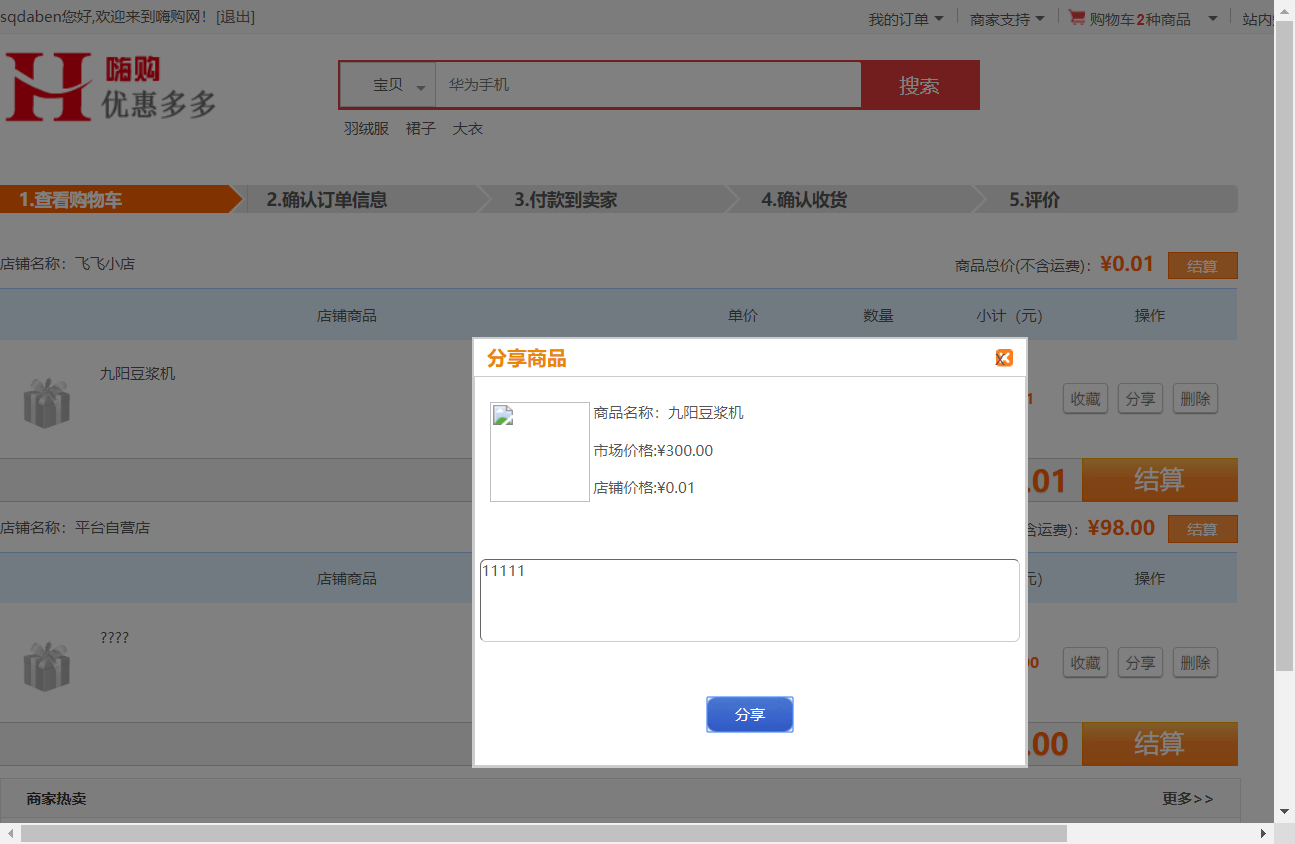 sqdaben您好,欢迎来到嗨购网！[退出]
我的订单 商家支持 购物车2种商品 站内
嗨购
优惠多多
宝贝 华为手机 搜索
羽绒服 裙子 大衣
1.查看购物车 2.确认订单信息 3.付款到卖家 4.确认收货 5.评价
店铺名称：飞飞小店 商品总价(不含运费)：¥0.01 结算
店铺商品 单价 数量 小计（元） 操作
分享商品 X
九阳豆浆机
1 收藏 分享 删除
商品名称：九阳豆浆机
市场价格:¥300.00
店铺价格:¥0.01
.01 结算
店铺名称：平台自营店 含运费)：¥98.00 结算
11111
店铺商品 元) 操作
????
00 收藏 分享 删除
分享
.00 结算
商家热卖 更多>>